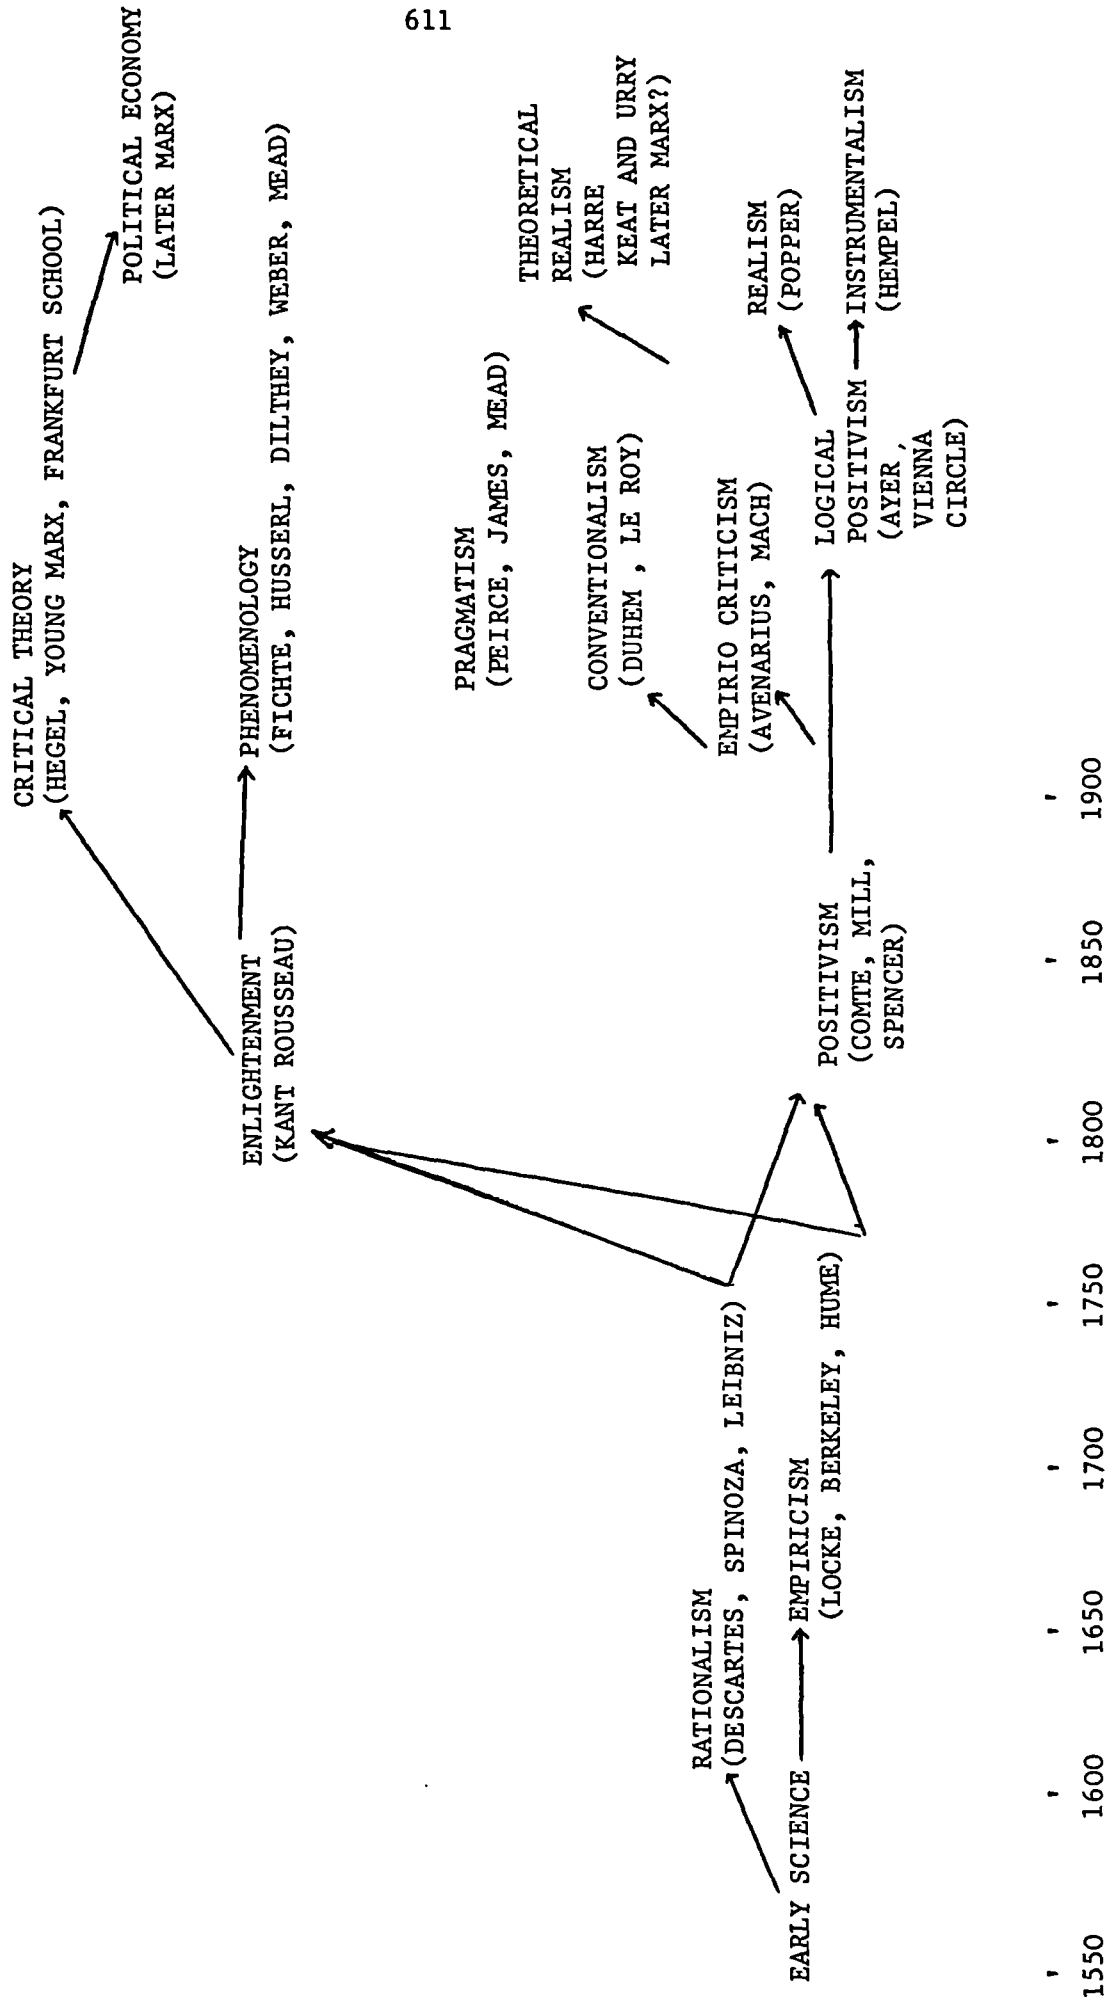 611
CRITICAL THEORY
(HEGEL, YOUNG MARX, FRANKFURT SCHOOL)
POLITICAL ECONOMY
(LATER MARX)
ENLIGHTENMENT
(KANT ROUSSEAU)
PHENOMENOLOGY
(FICHTE, HUSSERL, DILTHEY, WEBER, MEAD)
PRAGMATISM
(PEIRCE, JAMES, MEAD)
THEORETICAL
REALISM
(HARRE
KEAT AND URRY
LATER MARX?)
CONVENTIONALISM
(DUHEM , LE ROY)
RATIONALISM
(DESCARTES, SPINOZA, LEIBNIZ)
EMPIRIO CRITICISM
(AVENARIUS, MACH)
REALISM
(POPPER)
EARLY SCIENCE
EMPIRICISM
(LOCKE, BERKELEY, HUME)
POSITIVISM
(COMTE, MILL,
SPENCER)
LOGICAL
POSITIVISM
(AYER,
VIENNA
CIRCLE)
INSTRUMENTALISM
(HEMPEL)
1550 1600 1650 1700 1750 1800 1850 1900